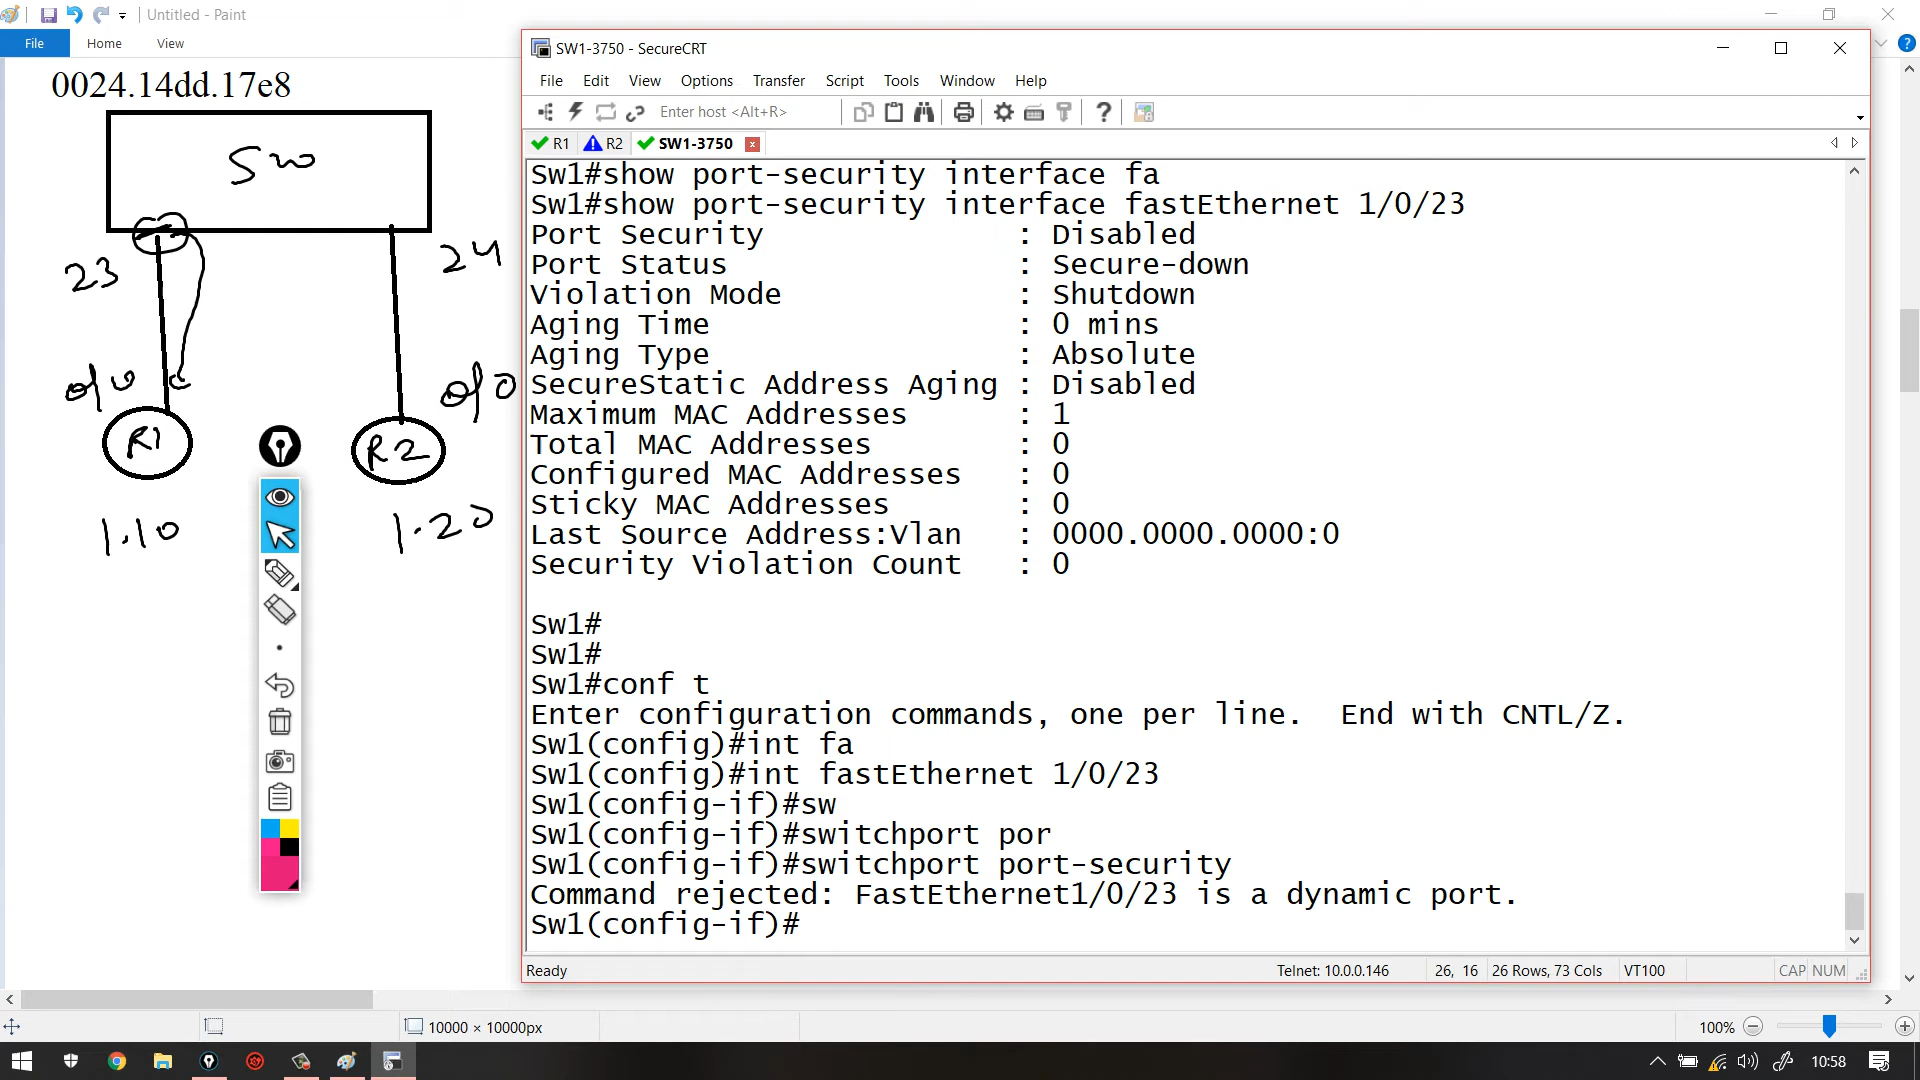 Untitled - Paint
File Home View
0024.14dd.17e8
SW
23
24
0/0
0/0
R1
R2
1.10
1.20
SW1-3750 - SecureCRT
File Edit View Options Transfer Script Tools Window Help
Enter host <Alt+R>
R1 R2 SW1-3750
Sw1#show port-security interface fa
Sw1#show port-security interface fastEthernet 1/0/23
Port Security : Disabled
Port Status : Secure-down
Violation Mode : Shutdown
Aging Time : 0 mins
Aging Type : Absolute
SecureStatic Address Aging : Disabled
Maximum MAC Addresses : 1
Total MAC Addresses : 0
Configured MAC Addresses : 0
Sticky MAC Addresses : 0
Last Source Address:Vlan : 0000.0000.0000:0
Security Violation Count : 0
Sw1#
Sw1#
Sw1#conf t
Enter configuration commands, one per line. End with CNTL/Z.
Sw1(config)#int fa
Sw1(config)#int fastEthernet 1/0/23
Sw1(config-if)#sw
Sw1(config-if)#switchport por
Sw1(config-if)#switchport port-security
Command rejected: FastEthernet1/0/23 is a dynamic port.
Sw1(config-if)#
Ready Telnet: 10.0.0.146 26, 16 26 Rows, 73 Cols VT100 CAP NUM
10000 × 10000px 100%
10:58